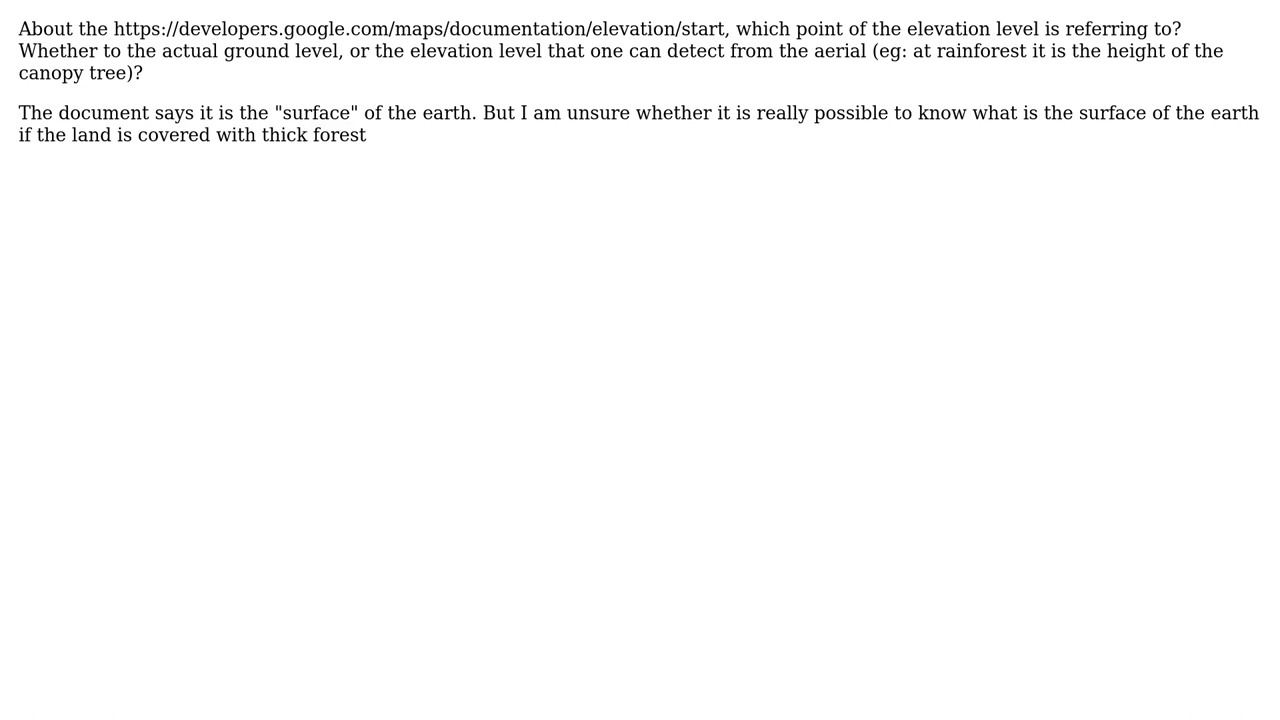 About the https://developers.google.com/maps/documentation/elevation/start, which point of the elevation level is referring to?
Whether to the actual ground level, or the elevation level that one can detect from the aerial (eg: at rainforest it is the height of the
canopy tree)?
The document says it is the "surface" of the earth. But I am unsure whether it is really possible to know what is the surface of the earth
if the land is covered with thick forest